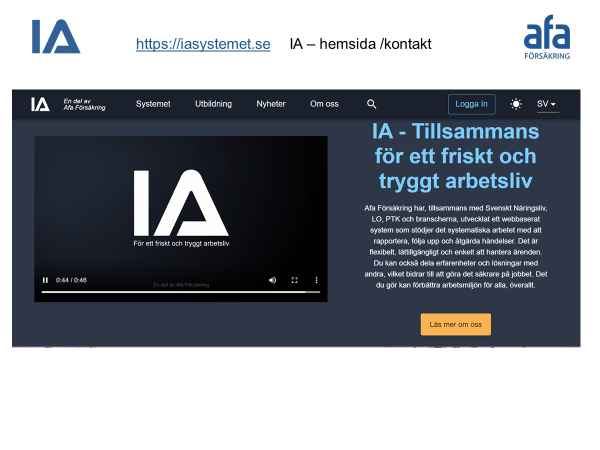 IA
https://iasystemet.se IA – hemsida /kontakt
afa
FÖRSÄKRING
IA
En del av
Afa Försäkring
Systemet Utbildning Nyheter Om oss Logga In SV
IA
För ett friskt och tryggt arbetsliv
En del av Afa Försäkring
0:44 / 0:46
IA - Tillsammans
för ett friskt och
tryggt arbetsliv
Afa Försäkring har, tillsammans med Svenskt Näringsliv,
LO, PTK och branscherna, utvecklat ett webbaserat
system som stödjer det systematiska arbetet med att
rapportera, följa upp och åtgärda händelser. Det är
flexibelt, lättillgängligt och enkelt att hantera ärenden.
Du kan också dela erfarenheter och lösningar med
andra, vilket bidrar till att göra det säkrare på jobbet. Det
du gör kan förbättra arbetsmiljön för alla, överallt.
Läs mer om oss